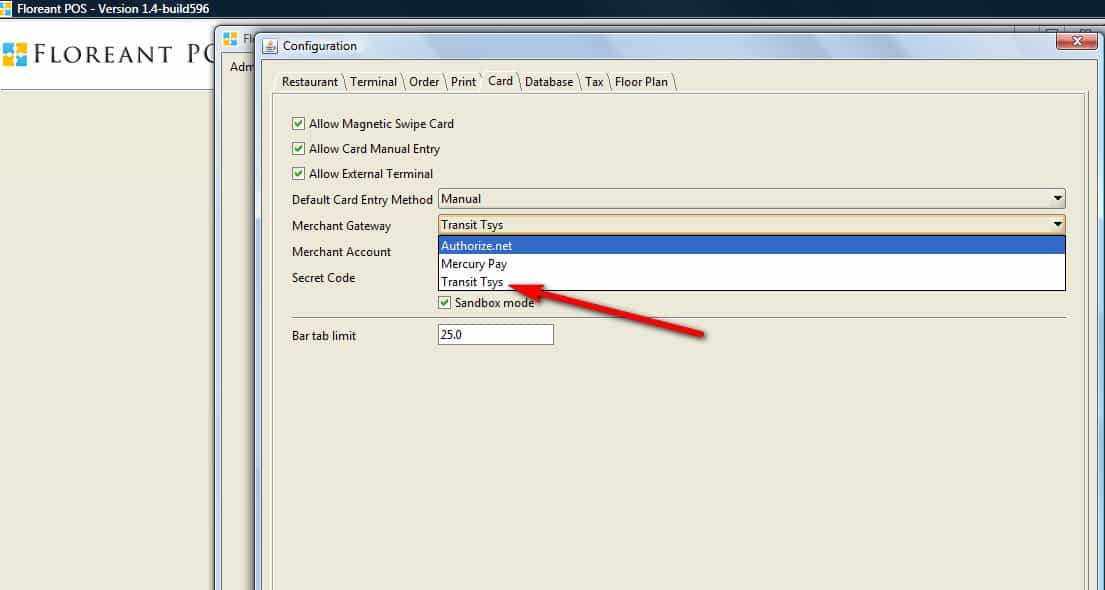 Floreant POS - Version 1.4-build596
FLOREANT PO
Fl
Configuration
Adm
Restaurant Terminal Order Print Card Database Tax Floor Plan
Allow Magnetic Swipe Card
Allow Card Manual Entry
Allow External Terminal
Default Card Entry Method Manual
Merchant Gateway Transit Tsys
Merchant Account Authorize.net
Mercury Pay
Secret Code Transit Tsys
Sandbox mode
Bar tab limit 25.0